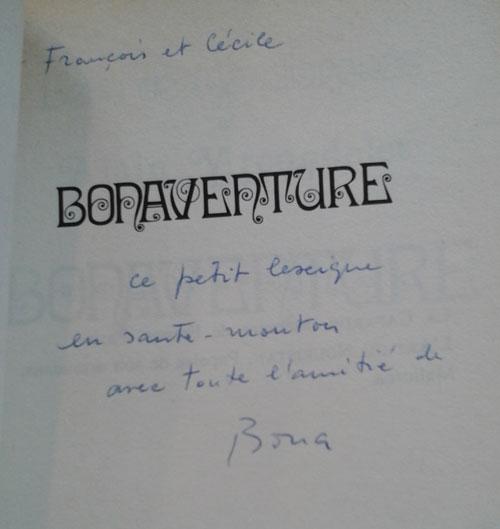 François et Cécile
BONAVENTURE
ce petit lexique
en saute-mouton
avec toute l'amitié de
Bona